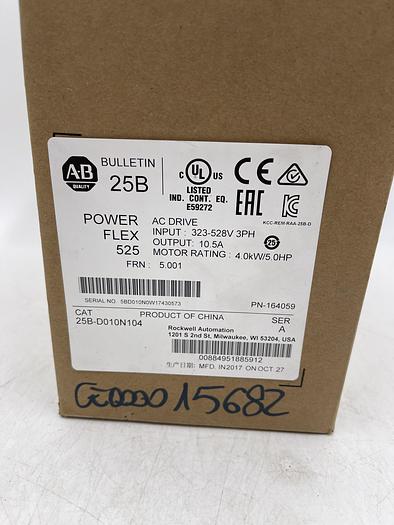 A-B
QUALITY
BULLETIN
25B
c UL US
LISTED
IND. CONT. EQ.
E59272
CE
EAC
KCC-REM-RAA-25B-D
POWER
FLEX
525
AC DRIVE
INPUT : 323-528V 3PH
OUTPUT: 10.5A
MOTOR RATING : 4.0kW/5.0HP
25
FRN : 5.001
SERIAL NO. 5BD010N0W17430573
PN-164059
CAT
25B-D010N104
PRODUCT OF CHINA
SER
A
Rockwell Automation
1201 S 2nd St, Milwaukee, WI 53204, USA
00884951885912
生产日期: MFD. IN2017 ON OCT. 27
15682